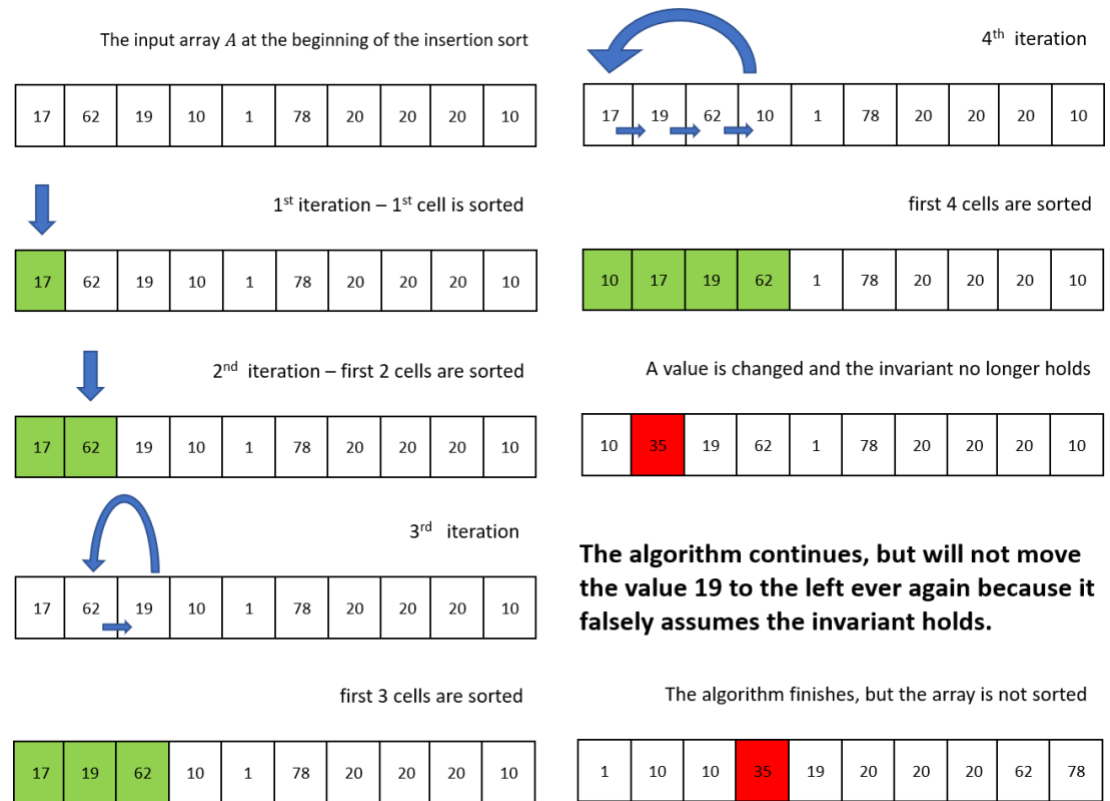 The input array A at the beginning of the insertion sort
17 62 19 10 1 78 20 20 20 10
1st iteration – 1st cell is sorted
17 62 19 10 1 78 20 20 20 10
2nd iteration – first 2 cells are sorted
17 62 19 10 1 78 20 20 20 10
3rd iteration
17 62 19 10 1 78 20 20 20 10
first 3 cells are sorted
17 19 62 10 1 78 20 20 20 10
4th iteration
17 19 62 10 1 78 20 20 20 10
first 4 cells are sorted
10 17 19 62 1 78 20 20 20 10
A value is changed and the invariant no longer holds
10 35 19 62 1 78 20 20 20 10
The algorithm continues, but will not move
the value 19 to the left ever again because it
falsely assumes the invariant holds.
The algorithm finishes, but the array is not sorted
1 10 10 35 19 20 20 20 62 78